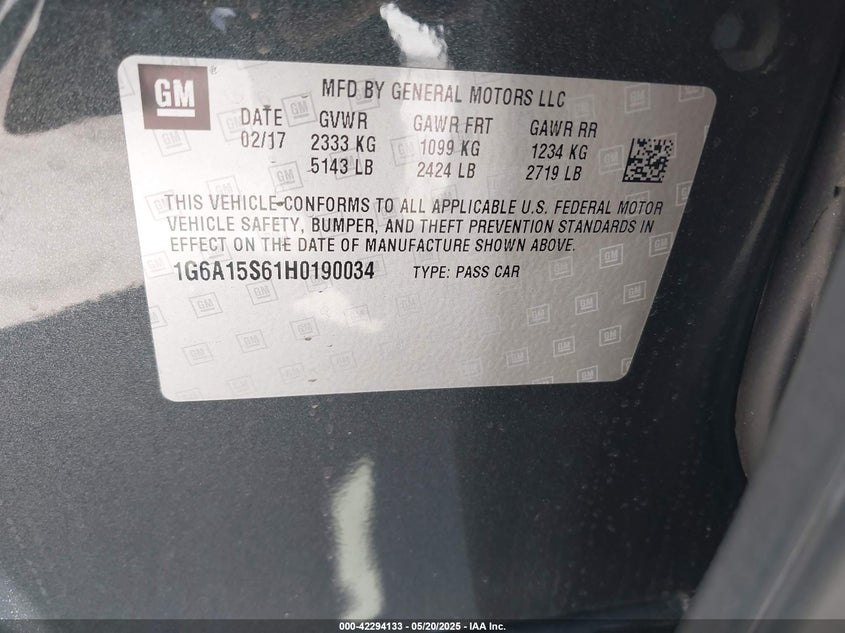 GM
MFD BY GENERAL MOTORS LLC
DATE GVWR GAWR FRT GAWR RR
02/17 2333 KG 1099 KG 1234 KG
5143 LB 2424 LB 2719 LB
THIS VEHICLE CONFORMS TO ALL APPLICABLE U.S. FEDERAL MOTOR
VEHICLE SAFETY, BUMPER, AND THEFT PREVENTION STANDARDS IN
EFFECT ON THE DATE OF MANUFACTURE SHOWN ABOVE.
1G6A15S61H0190034 TYPE: PASS CAR
000-42294133 - 05/20/2025 - IAA Inc.